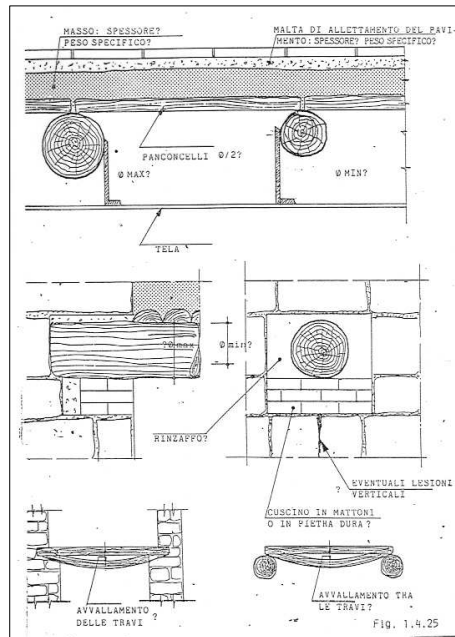 MASSO: SPESSORE?
PESO SPECIFICO?
MALTA DI ALLETTAMENTO DEL PAVI-
MENTO: SPESSORE? PESO SPECIFICO?
PANCONCELLI Ø/2?
Ø MAX?
Ø MIN?
TELA
?Ø max
Ø min?
RINZAFFO?
?
EVENTUALI LESIONI
VERTICALI
CUSCINO IN MATTONI
O IN PIETRA DURA?
AVVALLAMENTO ?
DELLE TRAVI
AVVALLAMENTO TRA
LE TRAVI?
Fig. 1.4.25